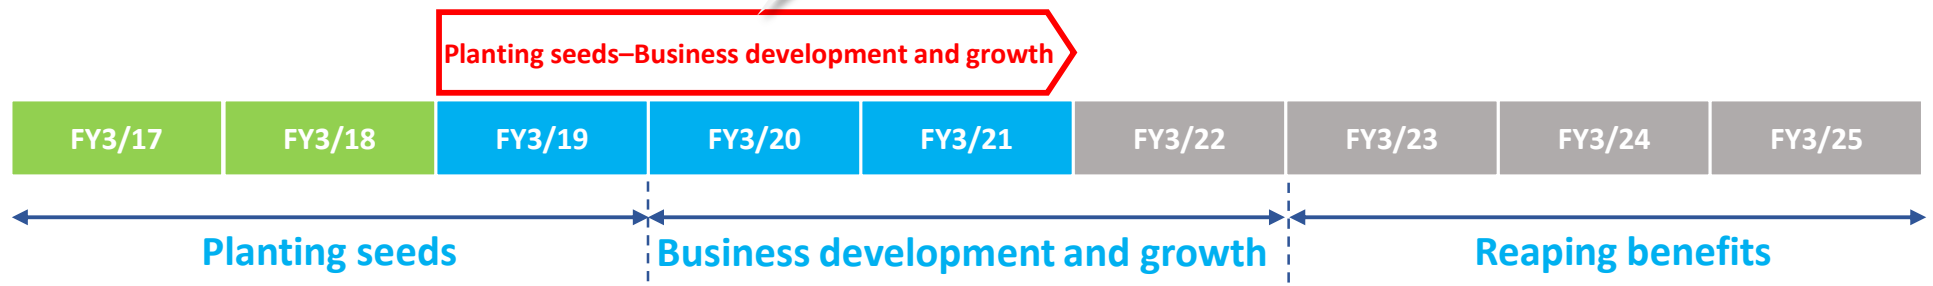 Planting seeds–Business development and growth
FY3/17 FY3/18 FY3/19 FY3/20 FY3/21 FY3/22 FY3/23 FY3/24 FY3/25
Planting seeds Business development and growth Reaping benefits